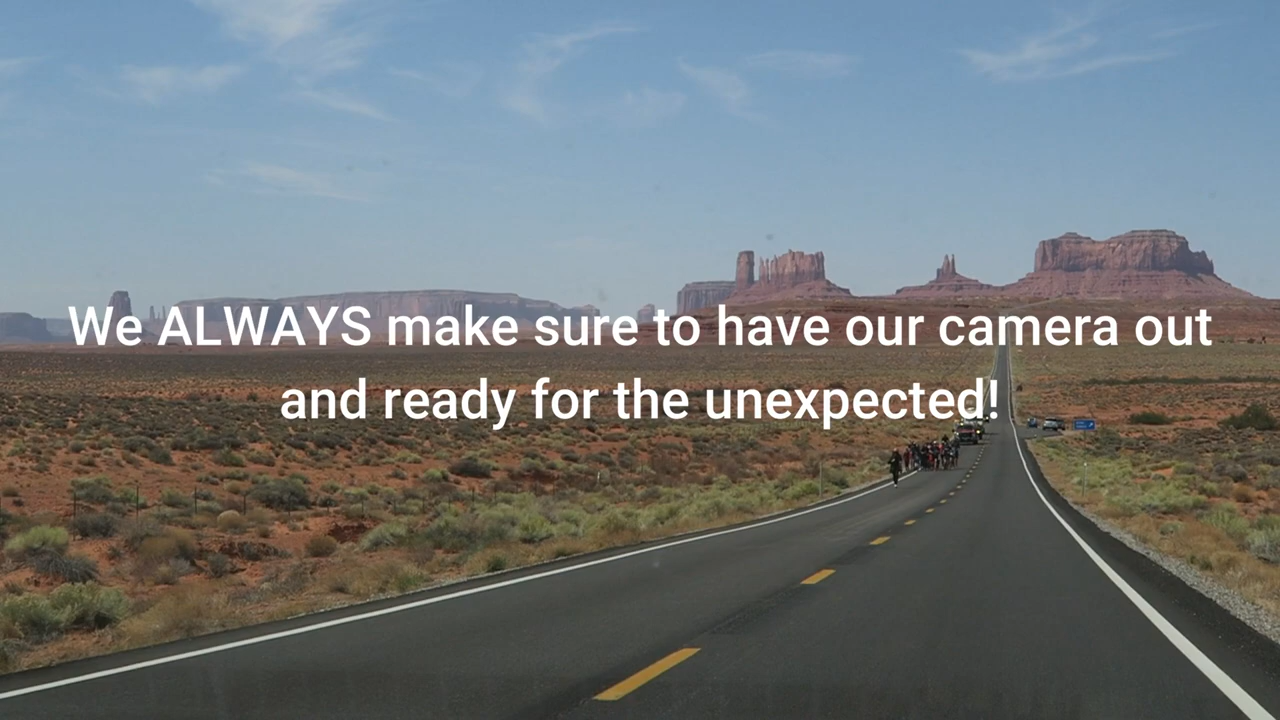 We ALWAYS make sure to have our camera out
and ready for the unexpected!